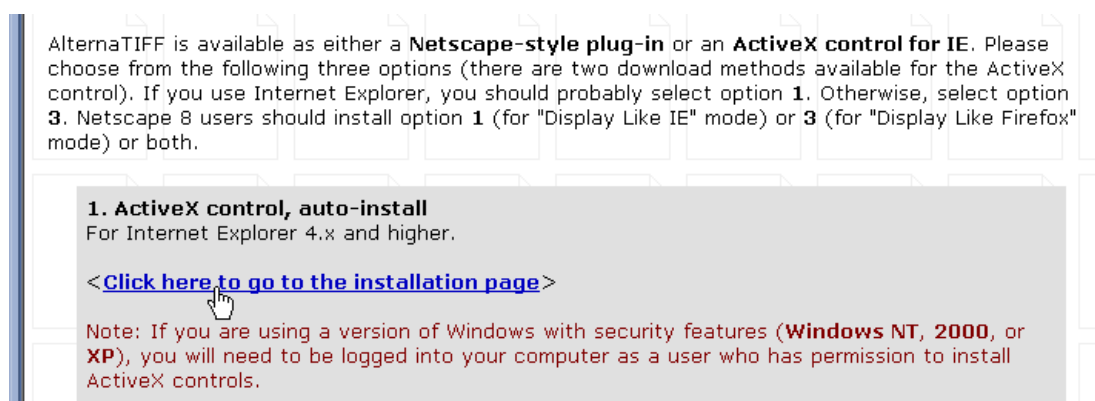 AlternaTIFF is available as either a Netscape-style plug-in or an ActiveX control for IE. Please
choose from the following three options (there are two download methods available for the ActiveX
control). If you use Internet Explorer, you should probably select option 1. Otherwise, select option
3. Netscape 8 users should install option 1 (for "Display Like IE" mode) or 3 (for "Display Like Firefox"
mode) or both.
1. ActiveX control, auto-install
For Internet Explorer 4.x and higher.
<Click here to go to the installation page>
Note: If you are using a version of Windows with security features (Windows NT, 2000, or
XP), you will need to be logged into your computer as a user who has permission to install
ActiveX controls.